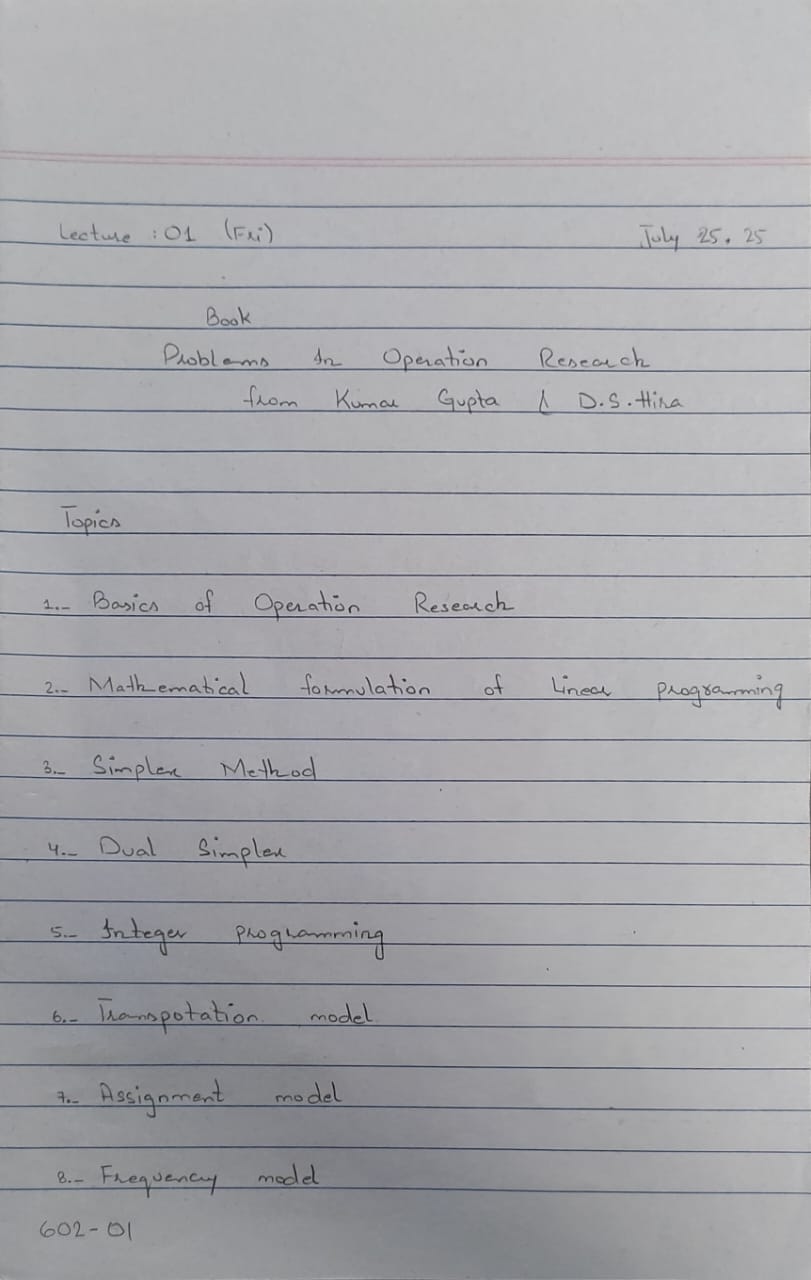 Lecture : 01 (Fri) July 25. 25
Book
Problems In Operation Research
from Kumar Gupta & D.S.Hira
Topics
1.- Basics of Operation Research
2.- Mathematical formulation of Linear programming
3.- Simplex Method
4.- Dual Simplex
5.- Integer programming
6.- Transpotation model
7.- Assignment model
8.- Frequency model
602-01